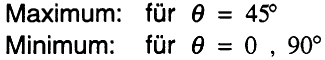 Maximum: für θ = 45°
Minimum: für θ = 0 , 90°